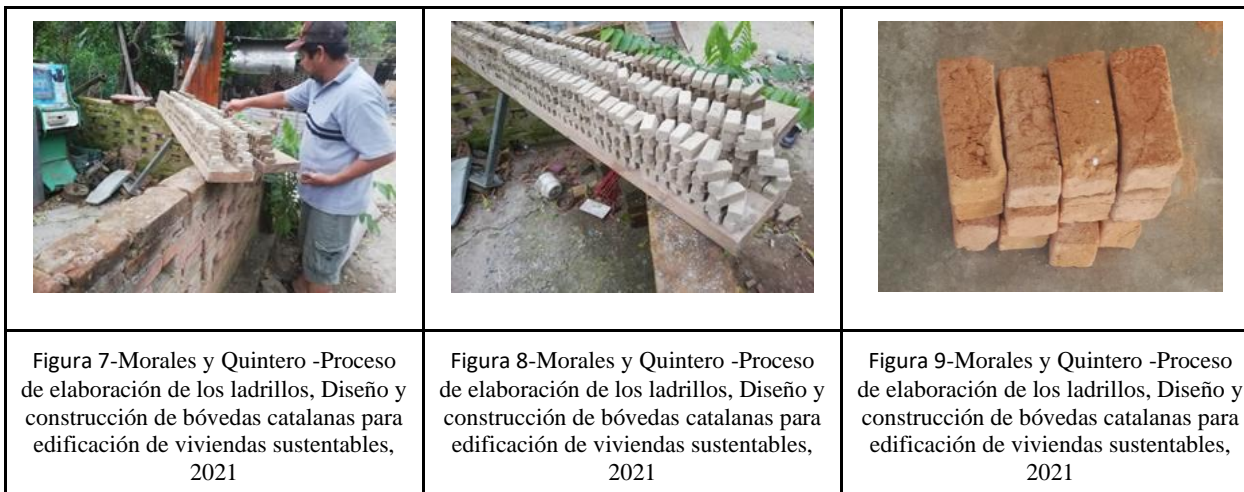 Figura 7-Morales y Quintero -Proceso
de elaboración de los ladrillos, Diseño y
construcción de bóvedas catalanas para
edificación de viviendas sustentables,
2021
Figura 8-Morales y Quintero -Proceso
de elaboración de los ladrillos, Diseño y
construcción de bóvedas catalanas para
edificación de viviendas sustentables,
2021
Figura 9-Morales y Quintero -Proceso
de elaboración de los ladrillos, Diseño y
construcción de bóvedas catalanas para
edificación de viviendas sustentables,
2021